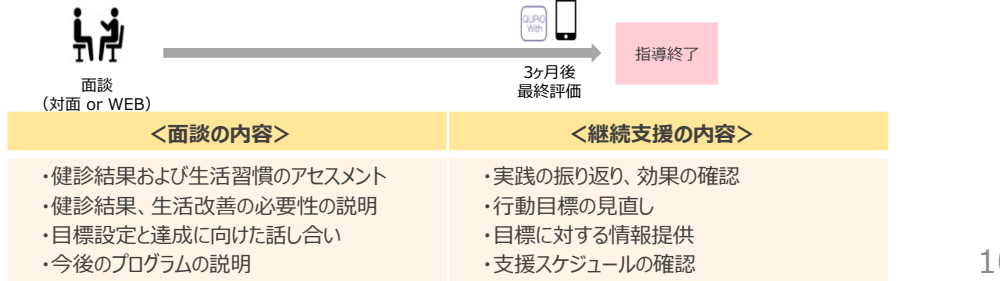 QUPiO
With
面談
（対面 or WEB）
3ヶ月後
最終評価
指導終了
＜面談の内容＞
＜継続支援の内容＞
・健診結果および生活習慣のアセスメント
・健診結果、生活改善の必要性の説明
・目標設定と達成に向けた話し合い
・今後のプログラムの説明
・実践の振り返り、効果の確認
・行動目標の見直し
・目標に対する情報提供
・支援スケジュールの確認